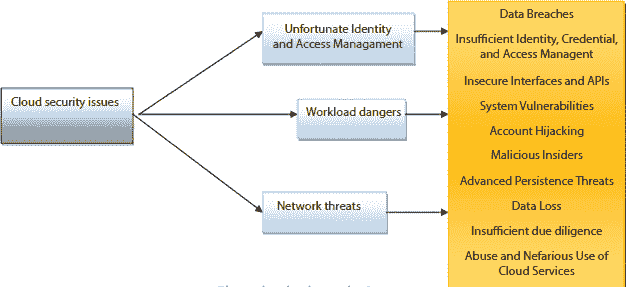 Cloud security issues
Unfortunate Identity
and Access Managament
Workload dangers
Network threats
Data Breaches
Insufficient Identity, Credential,
and Access Managent
Insecure Interfaces and APIs
System Vulnerabilities
Account Hijacking
Malicious Insiders
Advanced Persistence Threats
Data Loss
Insufficient due diligence
Abuse and Nefarious Use of
Cloud Services